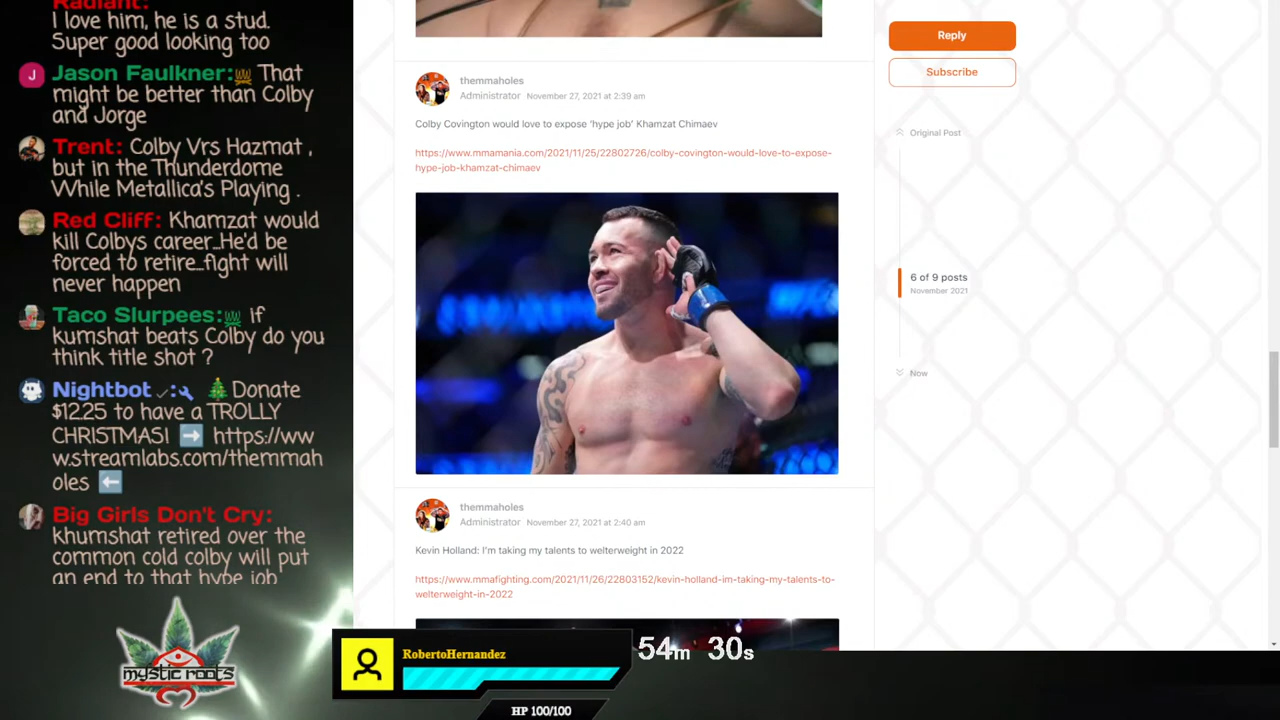 Radiant:
I love him, he is a stud.
Super good looking too
Jason Faulkner: That
might be better than Colby
and Jorge
Trent: Colby Vrs Hazmat ,
but in the Thunderdome
While Metallica's Playing .
Red Cliff: Khamzat would
kill Colbys career...He'd be
forced to retire...fight will
never happen
Taco Slurpees: if
kumshat beats Colby do you
think title shot ?
Nightbot : Donate
$12.25 to have a TROLLY
CHRISTMAS! https://ww
w.streamlabs.com/themmah
oles
Big Girls Don't Cry:
khumshat retired over the
common cold colby will put
an end to that hype job
mystic roots
themmaholes
Administrator November 27, 2021 at 2:39 am
Colby Covington would love to expose 'hype job' Khamzat Chimaev
https://www.mmamania.com/2021/11/25/22802726/colby-covington-would-love-to-expose-
hype-job-khamzat-chimaev
themmaholes
Administrator November 27, 2021 at 2:40 am
Kevin Holland: I'm taking my talents to welterweight in 2022
https://www.mmafighting.com/2021/11/26/22803152/kevin-holland-im-taking-my-talents-to-
welterweight-in-2022
Reply
Subscribe
Original Post
6 of 9 posts
November 2021
Now
J
RobertoHernandez
HP 100/100
54m 30s